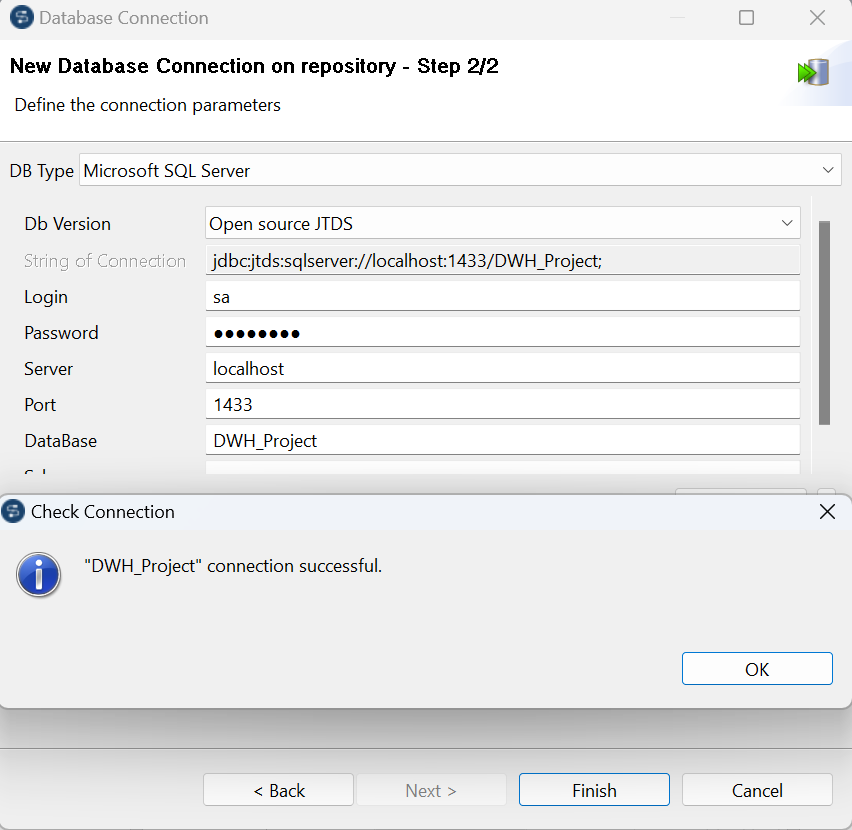 Database Connection
New Database Connection on repository - Step 2/2
Define the connection parameters
DB Type Microsoft SQL Server
Db Version Open source JTDS
String of Connection jdbc:jtds:sqlserver://localhost:1433/DWH_Project;
Login sa
Password ●●●●●●●●
Server localhost
Port 1433
DataBase DWH_Project
Check Connection
"DWH_Project" connection successful.
OK
< Back Next > Finish Cancel